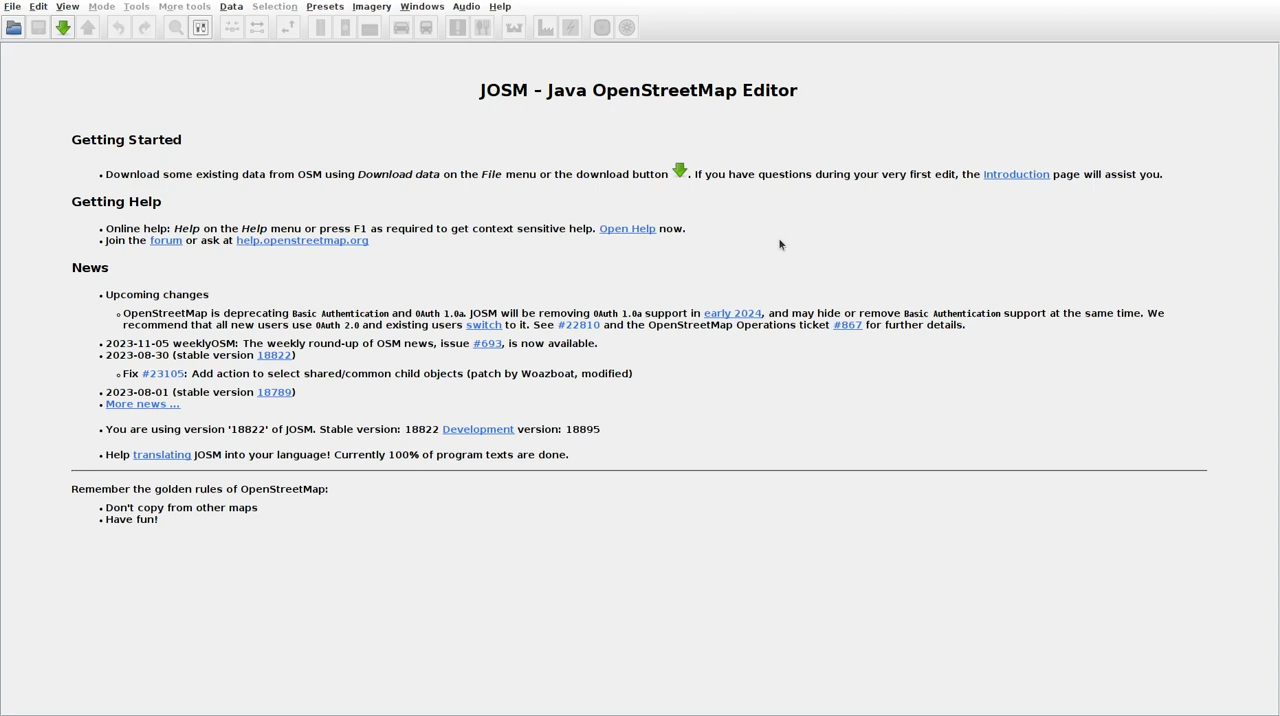 File Edit View Mode Tools More tools Data Selection Presets Imagery Windows Audio Help
JOSM – Java OpenStreetMap Editor
Getting Started
Download some existing data from OSM using Download data on the File menu or the download button . If you have questions during your very first edit, the Introduction page will assist you.
Getting Help
Online help: Help on the Help menu or press F1 as required to get context sensitive help. Open Help now.
Join the forum or ask at help.openstreetmap.org
News
Upcoming changes
OpenStreetMap is deprecating Basic Authentication and OAuth 1.0a. JOSM will be removing OAuth 1.0a support in early 2024, and may hide or remove Basic Authentication support at the same time. We
recommend that all new users use OAuth 2.0 and existing users switch to it. See #22810 and the OpenStreetMap Operations ticket #867 for further details.
2023-11-05 weeklyOSM: The weekly round-up of OSM news, issue #693, is now available.
2023-08-30 (stable version 18822)
Fix #23105: Add action to select shared/common child objects (patch by Woazboat, modified)
2023-08-01 (stable version 18789)
More news ...
You are using version '18822' of JOSM. Stable version: 18822 Development version: 18895
Help translating JOSM into your language! Currently 100% of program texts are done.
Remember the golden rules of OpenStreetMap:
Don't copy from other maps
Have fun!